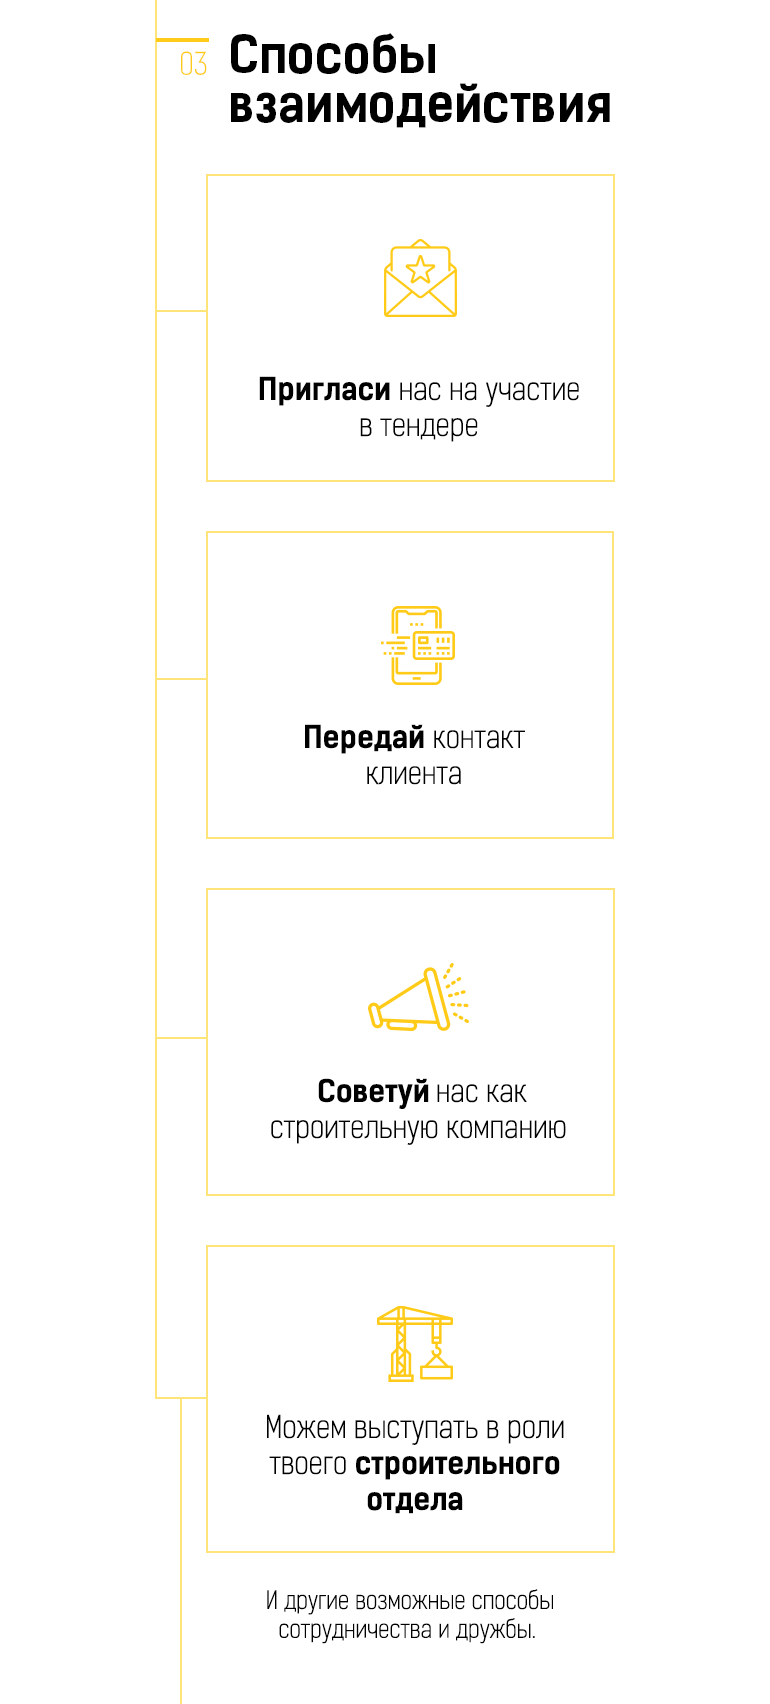 03
Способы
взаимодействия
Пригласи нас на участие
в тендере
Передай контакт
клиента
Советуй нас как
строительную компанию
Можем выступать в роли
твоего строительного
отдела
И другие возможные способы
сотрудничества и дружбы.